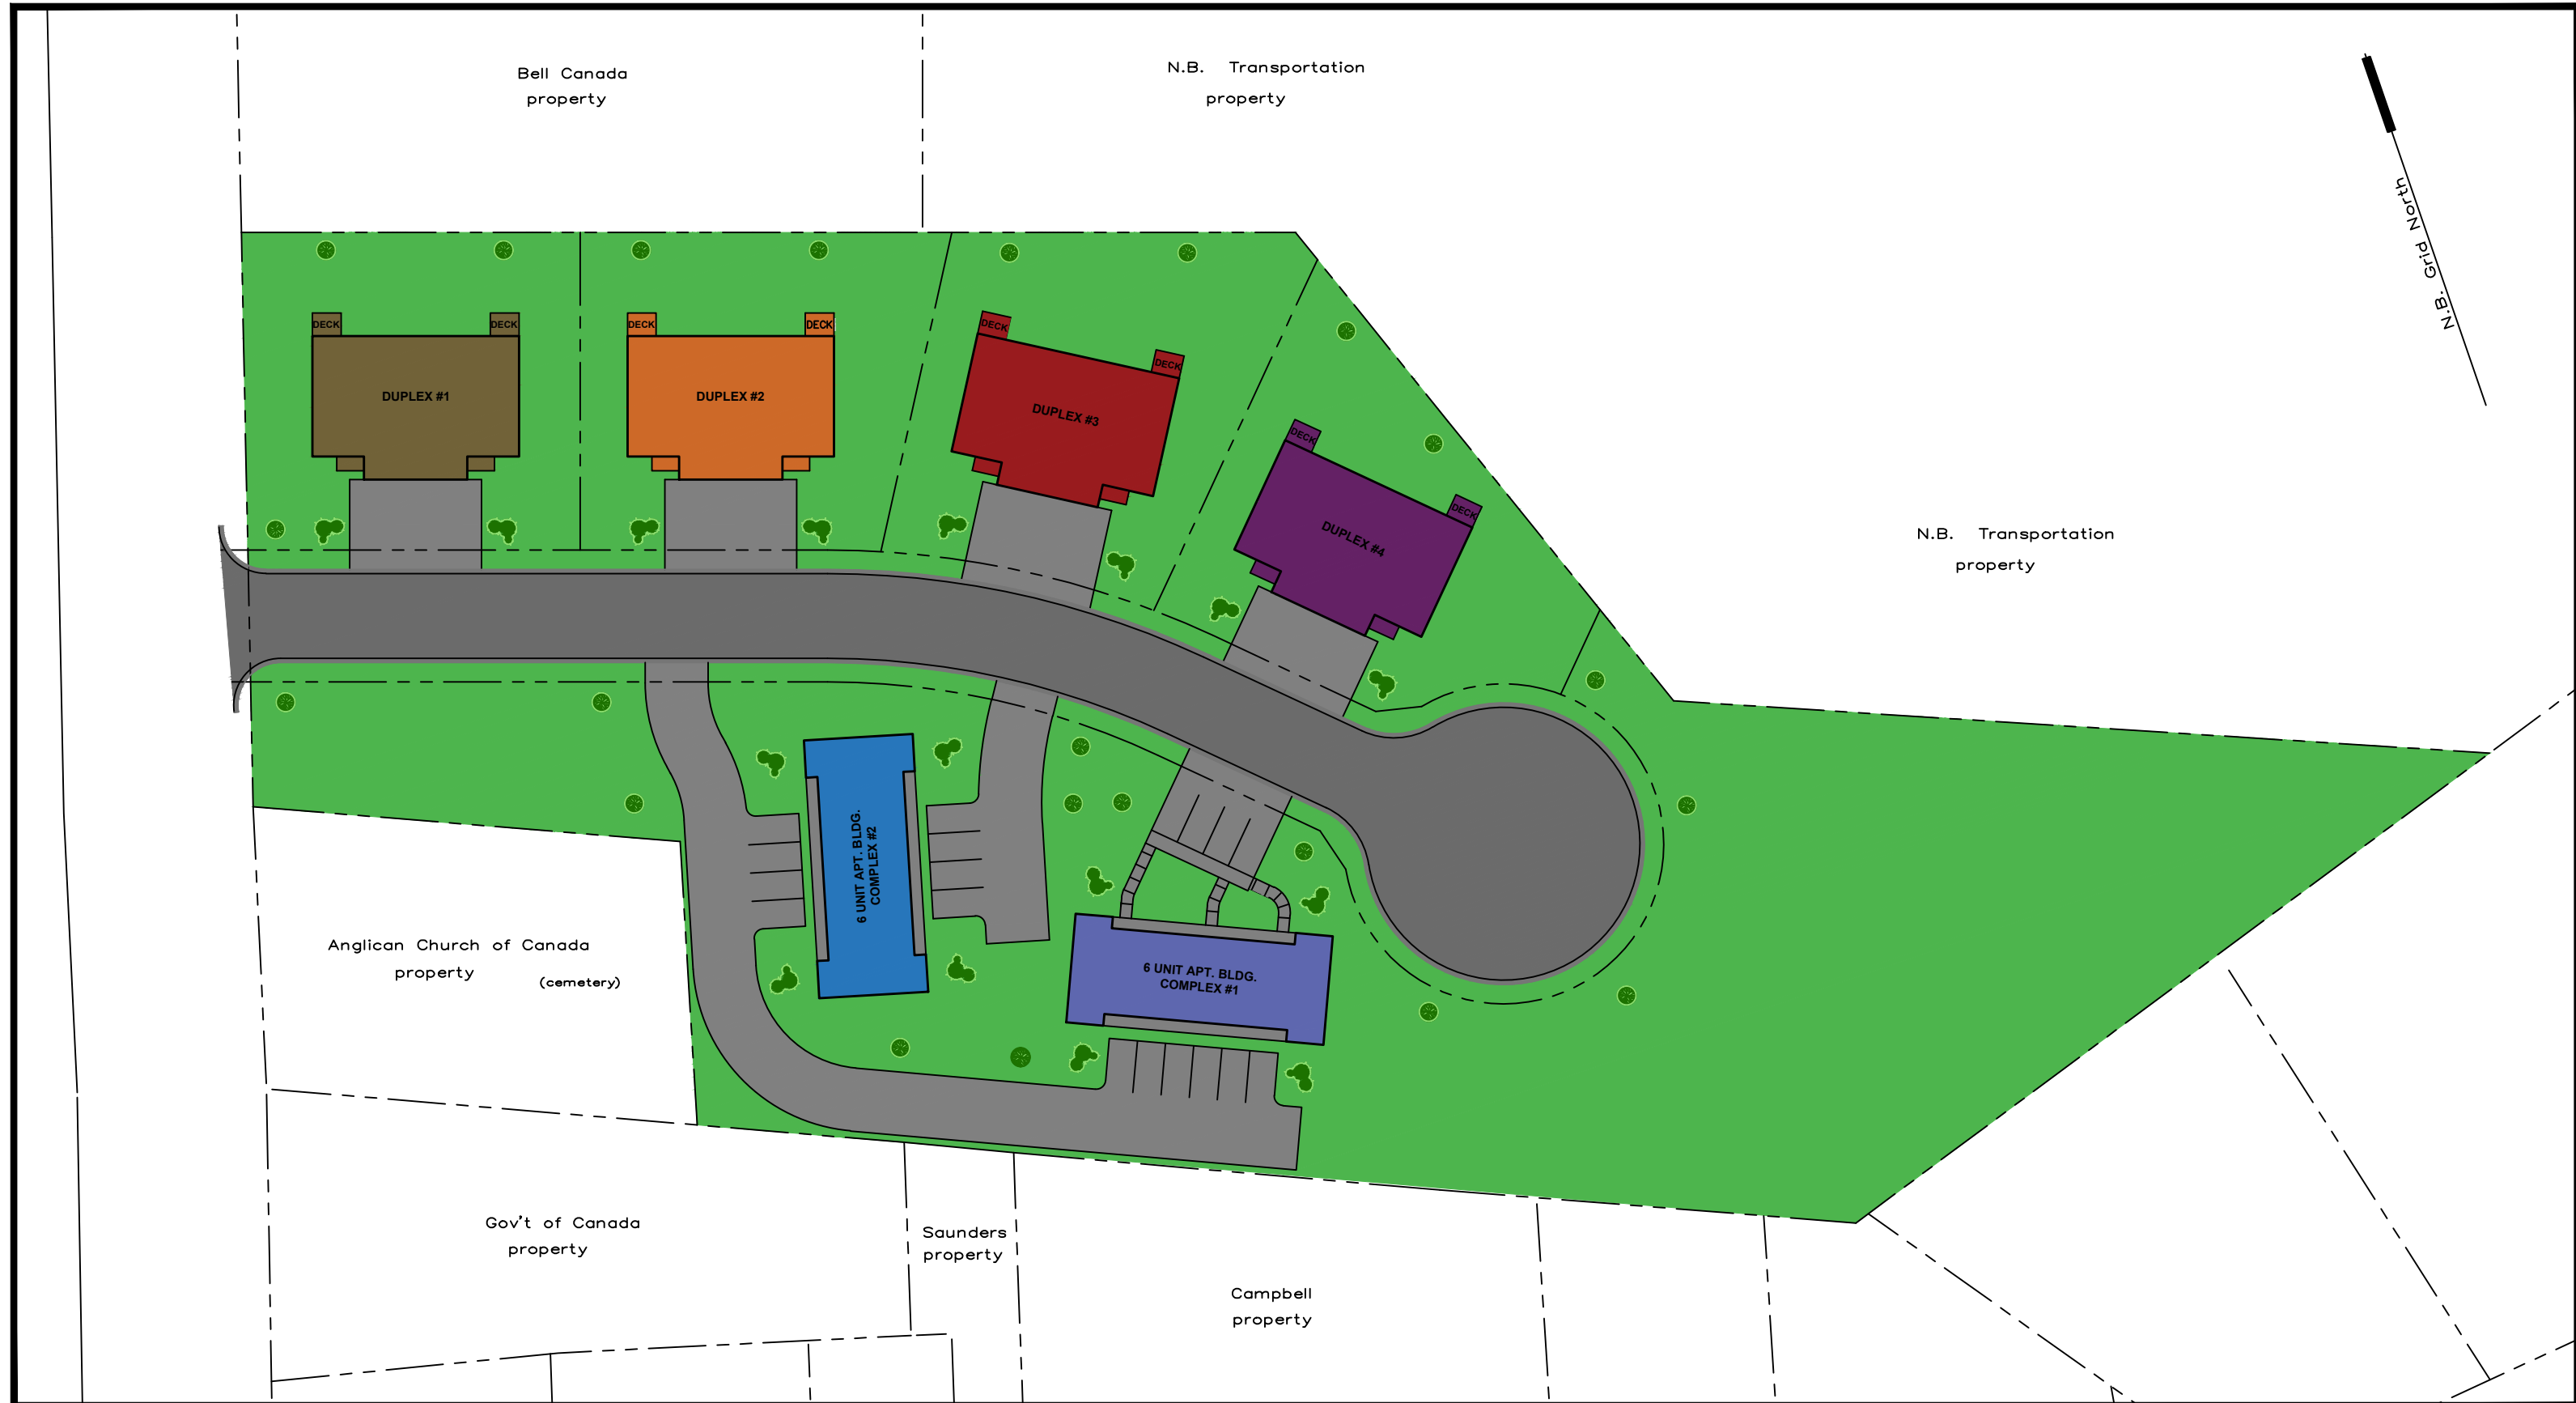 Bell Canada
property
N.B. Transportation
property
N.B. Grid North
DECK
DECK
DECK
DECK
DECK
DECK
DECK
DECK
DUPLEX #1
DUPLEX #2
DUPLEX #3
DUPLEX #4
N.B. Transportation
property
6 UNIT APT. BLDG.
COMPLEX #2
6 UNIT APT. BLDG.
COMPLEX #1
Anglican Church of Canada
property
(cemetery)
Gov't of Canada
property
Saunders
property
Campbell
property